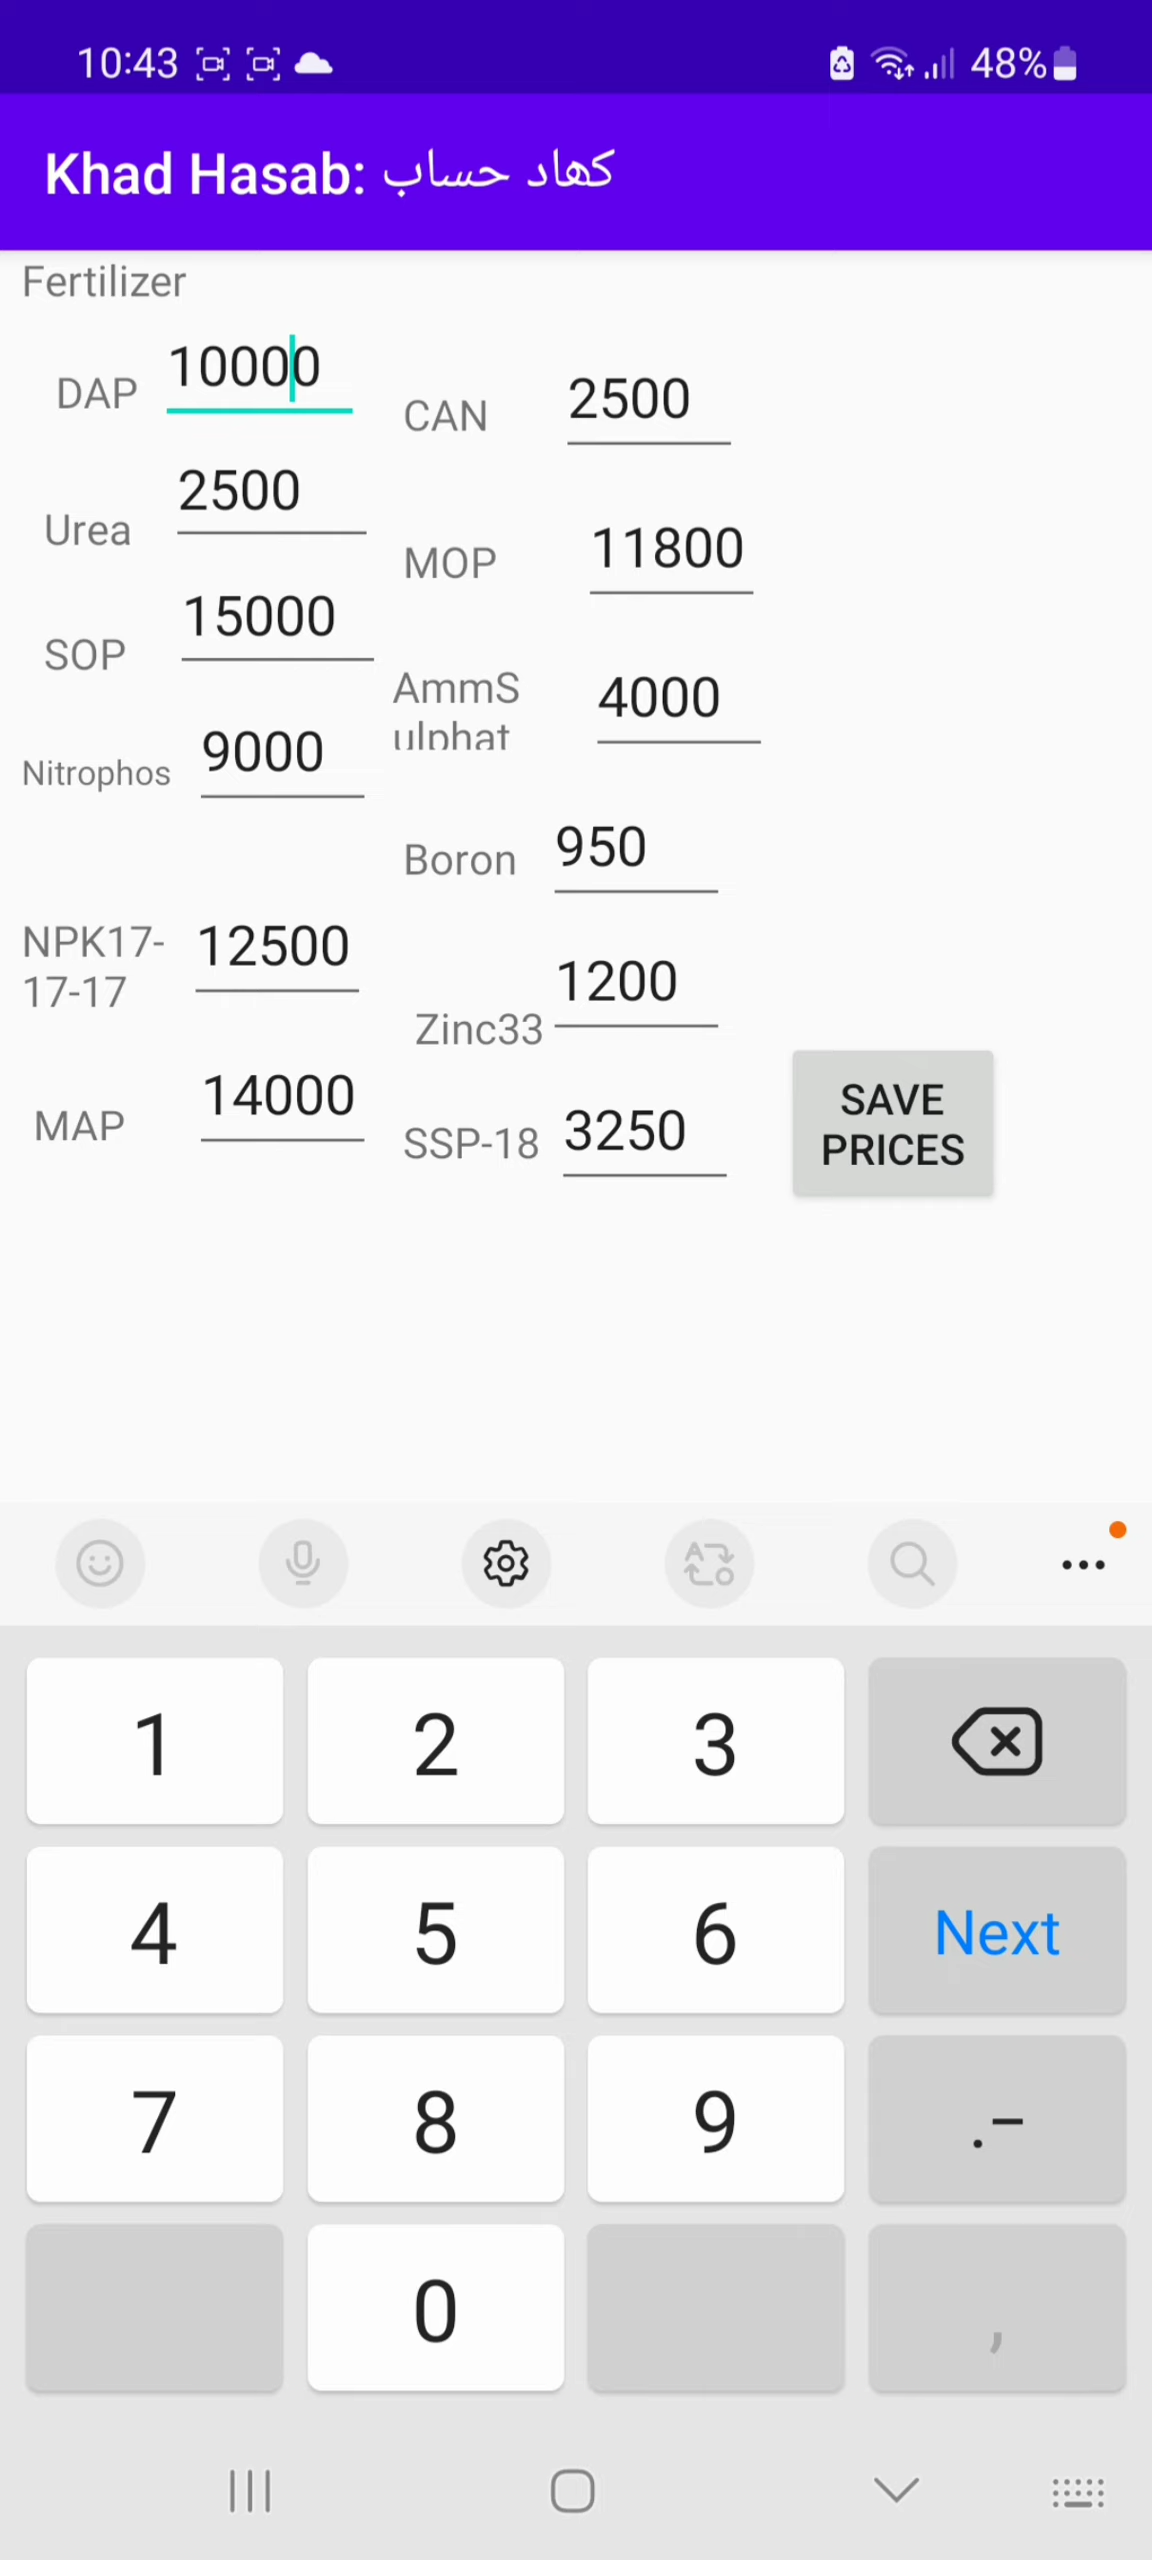 10:43
48%
Khad Hasab: کھاد حساب
Fertilizer
DAP 10000
CAN 2500
Urea 2500
MOP 11800
SOP 15000
AmmS
ulphat
4000
Nitrophos 9000
Boron 950
NPK17-
17-17
12500
Zinc33 1200
MAP 14000
SSP-18 3250
SAVE
PRICES
1 2 3
4 5 6 Next
7 8 9 .-
0 ,